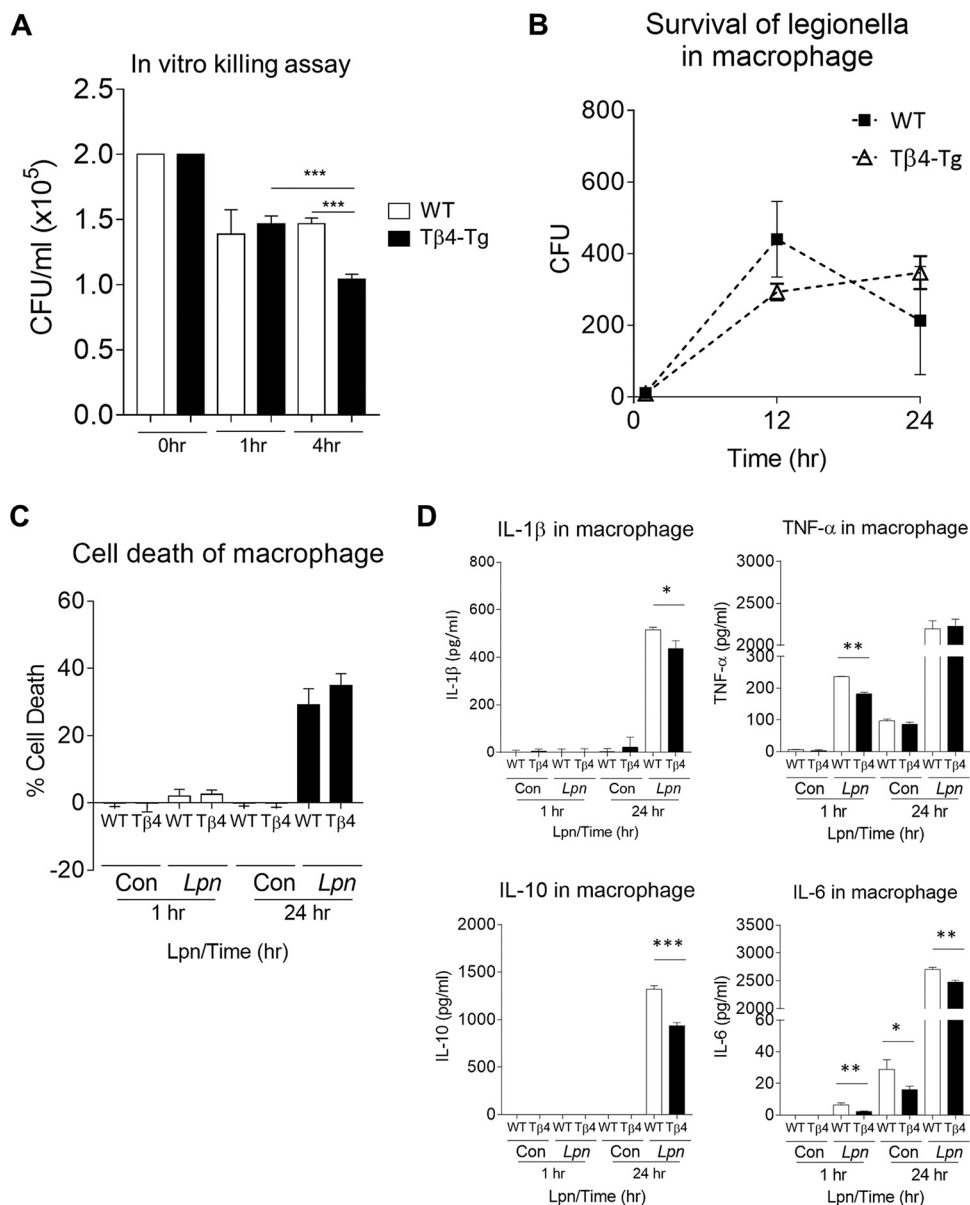 A
In vitro killing assay
2.5
2.0
1.5
1.0
0.5
0.0
CFU/ml (x10⁵)
***
***
WT
Tβ4-Tg
0hr 1hr 4hr
B
Survival of legionella
in macrophage
800
600
400
200
0
CFU
WT
Tβ4-Tg
0 12 24
Time (hr)
C
Cell death of macrophage
60
40
20
0
-20
% Cell Death
WT Tβ4 WT Tβ4 WT Tβ4 WT Tβ4
Con Lpn Con Lpn
1 hr 24 hr
Lpn/Time (hr)
D
IL-1β in macrophage
800
600
400
200
0
IL-1β (pg/ml)
*
WT Tβ4 WT Tβ4 WT Tβ4 WT Tβ4
Con Lpn Con Lpn
1 hr 24 hr
Lpn/Time (hr)
TNF-α in macrophage
3000
2500
2000
300
200
100
0
TNF-α (pg/ml)
**
WT Tβ4 WT Tβ4 WT Tβ4 WT Tβ4
Con Lpn Con Lpn
1 hr 24 hr
Lpn/Time (hr)
IL-10 in macrophage
1500
1000
500
0
IL-10 (pg/ml)
***
WT Tβ4 WT Tβ4 WT Tβ4 WT Tβ4
Con Lpn Con Lpn
1 hr 24 hr
Lpn/Time (hr)
IL-6 in macrophage
3000
2500
2000
60
40
20
0
IL-6 (pg/ml)
**
*
**
WT Tβ4 WT Tβ4 WT Tβ4 WT Tβ4
Con Lpn Con Lpn
1 hr 24 hr
Lpn/Time (hr)